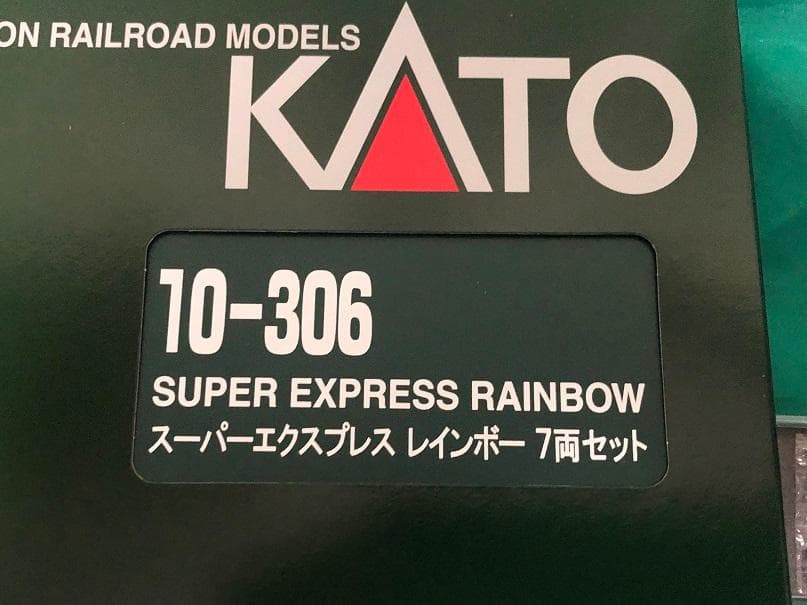 ON RAILROAD MODELS
KATO
10-306
SUPER EXPRESS RAINBOW
スーパーエクスプレス レインボー 7両セット